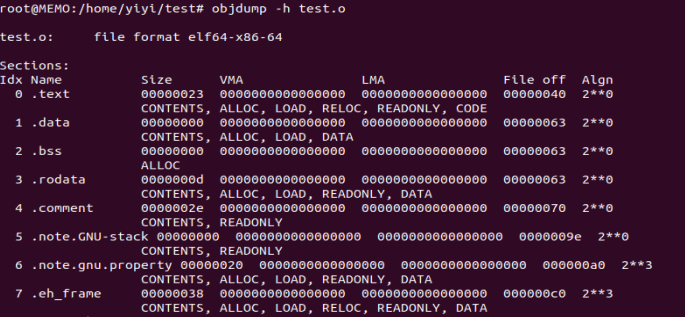 root@MEMO:/home/yiyi/test# objdump -h test.o
test.o:     file format elf64-x86-64
Sections:
Idx Name          Size      VMA               LMA               File off  Algn
  0 .text         00000023  0000000000000000  0000000000000000  00000040  2**0
                  CONTENTS, ALLOC, LOAD, RELOC, READONLY, CODE
  1 .data         00000000  0000000000000000  0000000000000000  00000063  2**0
                  CONTENTS, ALLOC, LOAD, DATA
  2 .bss          00000000  0000000000000000  0000000000000000  00000063  2**0
                  ALLOC
  3 .rodata       0000000d  0000000000000000  0000000000000000  00000063  2**0
                  CONTENTS, ALLOC, LOAD, READONLY, DATA
  4 .comment      0000002e  0000000000000000  0000000000000000  00000070  2**0
                  CONTENTS, READONLY
  5 .note.GNU-stack 00000000  0000000000000000  0000000000000000  0000009e  2**0
                  CONTENTS, READONLY
  6 .note.gnu.property 00000020  0000000000000000  0000000000000000  000000a0  2**3
                  CONTENTS, ALLOC, LOAD, READONLY, DATA
  7 .eh_frame     00000038  0000000000000000  0000000000000000  000000c0  2**3
                  CONTENTS, ALLOC, LOAD, RELOC, READONLY, DATA